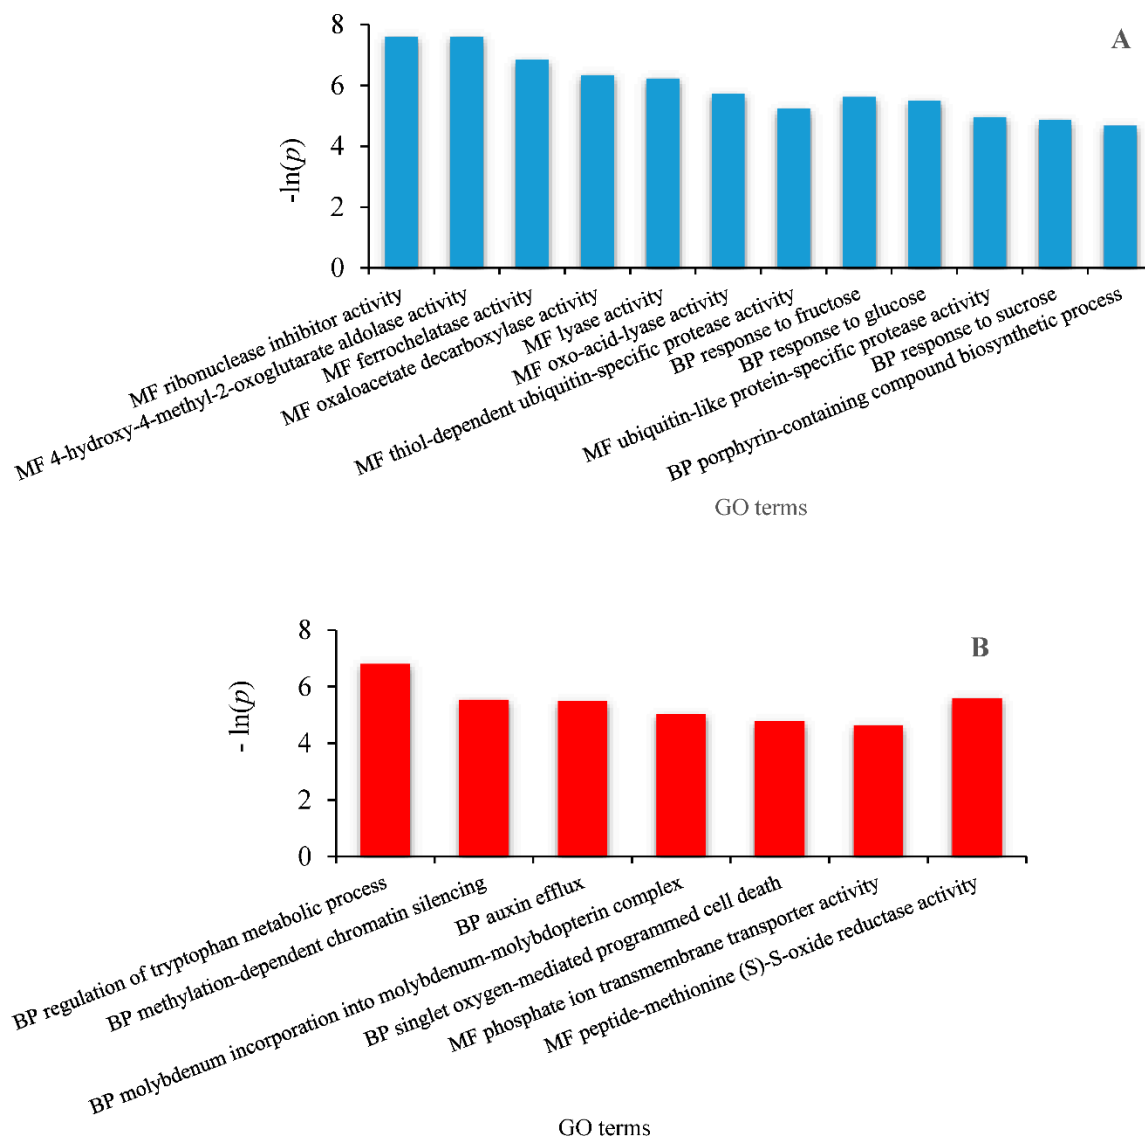 A
8
6
4
2
0
-ln(p)
MF ribonuclease inhibitor activity
MF 4-hydroxy-4-methyl-2-oxoglutarate aldolase activity
MF ferrochelatase activity
MF oxaloacetate decarboxylase activity
MF lyase activity
MF oxo-acid-lyase activity
MF thiol-dependent ubiquitin-specific protease activity
BP response to fructose
BP response to glucose
MF ubiquitin-like protein-specific protease activity
BP response to sucrose
BP porphyrin-containing compound biosynthetic process
GO terms
B
8
6
4
2
0
- ln(p)
BP regulation of tryptophan metabolic process
BP methylation-dependent chromatin silencing
BP auxin efflux
BP molybdenum incorporation into molybdenum-molybdopterin complex
BP singlet oxygen-mediated programmed cell death
MF phosphate ion transmembrane transporter activity
MF peptide-methionine (S)-S-oxide reductase activity
GO terms